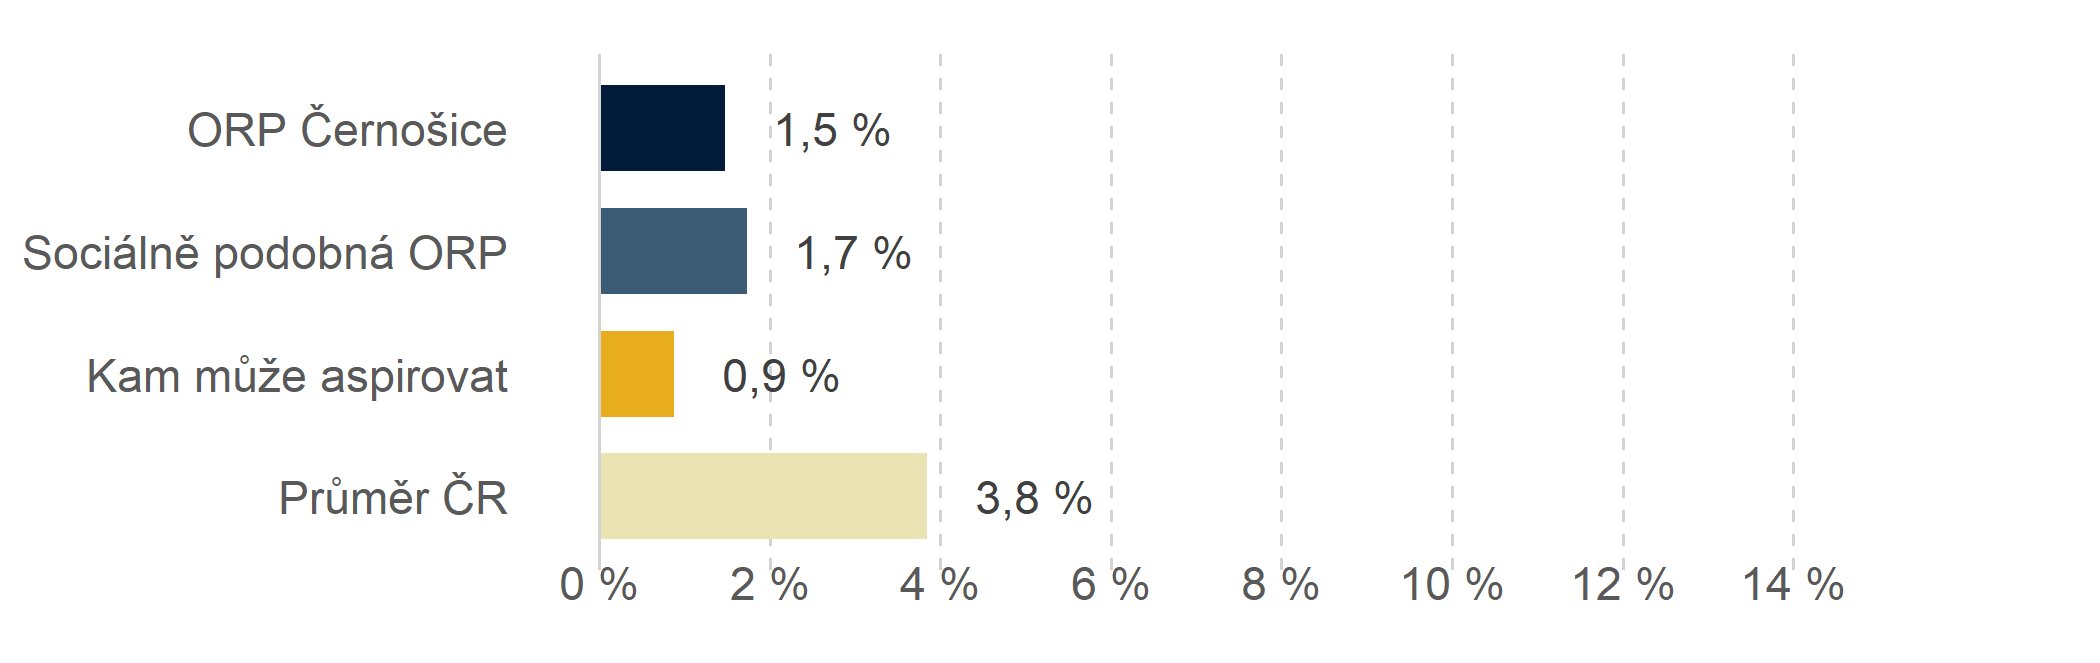 ORP Černošice 1,5 %
Sociálně podobná ORP 1,7 %
Kam může aspirovat 0,9 %
Průměr ČR 3,8 %
0 % 2 % 4 % 6 % 8 % 10 % 12 % 14 %